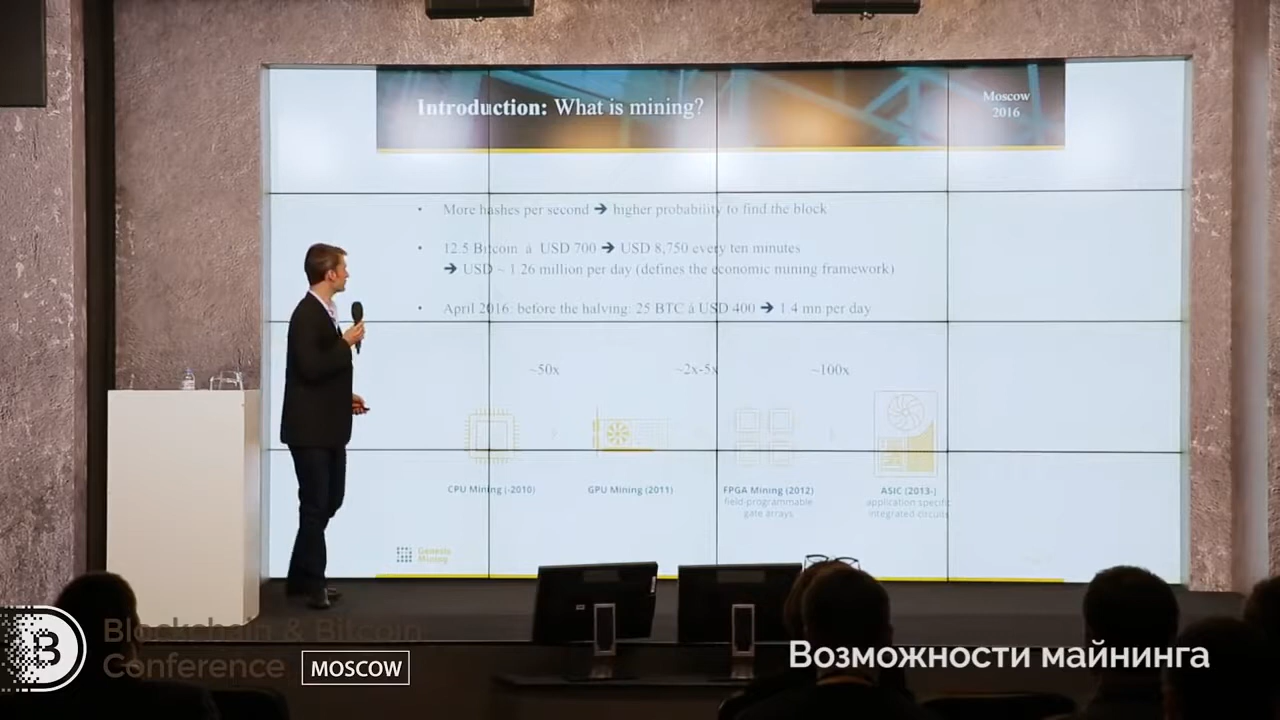 Introduction: What is mining?
Moscow
2016
• More hashes per second ➔ higher probability to find the block
• 12.5 Bitcoin á USD 700 ➔ USD 8,750 every ten minutes
➔ USD ~ 1.26 million per day (defines the economic mining framework)
• April 2016: before the halving: 25 BTC á USD 400 ➔ 1.4 mn per day
~50x ~2x-5x ~100x
CPU Mining (-2010) GPU Mining (2011) FPGA Mining (2012) ASIC (2013-)
field-programmable application specific
gate arrays integrated circuits
Genesis
Mining
B
Blockchain & Bitcoin
Conference MOSCOW
Возможности майнинга